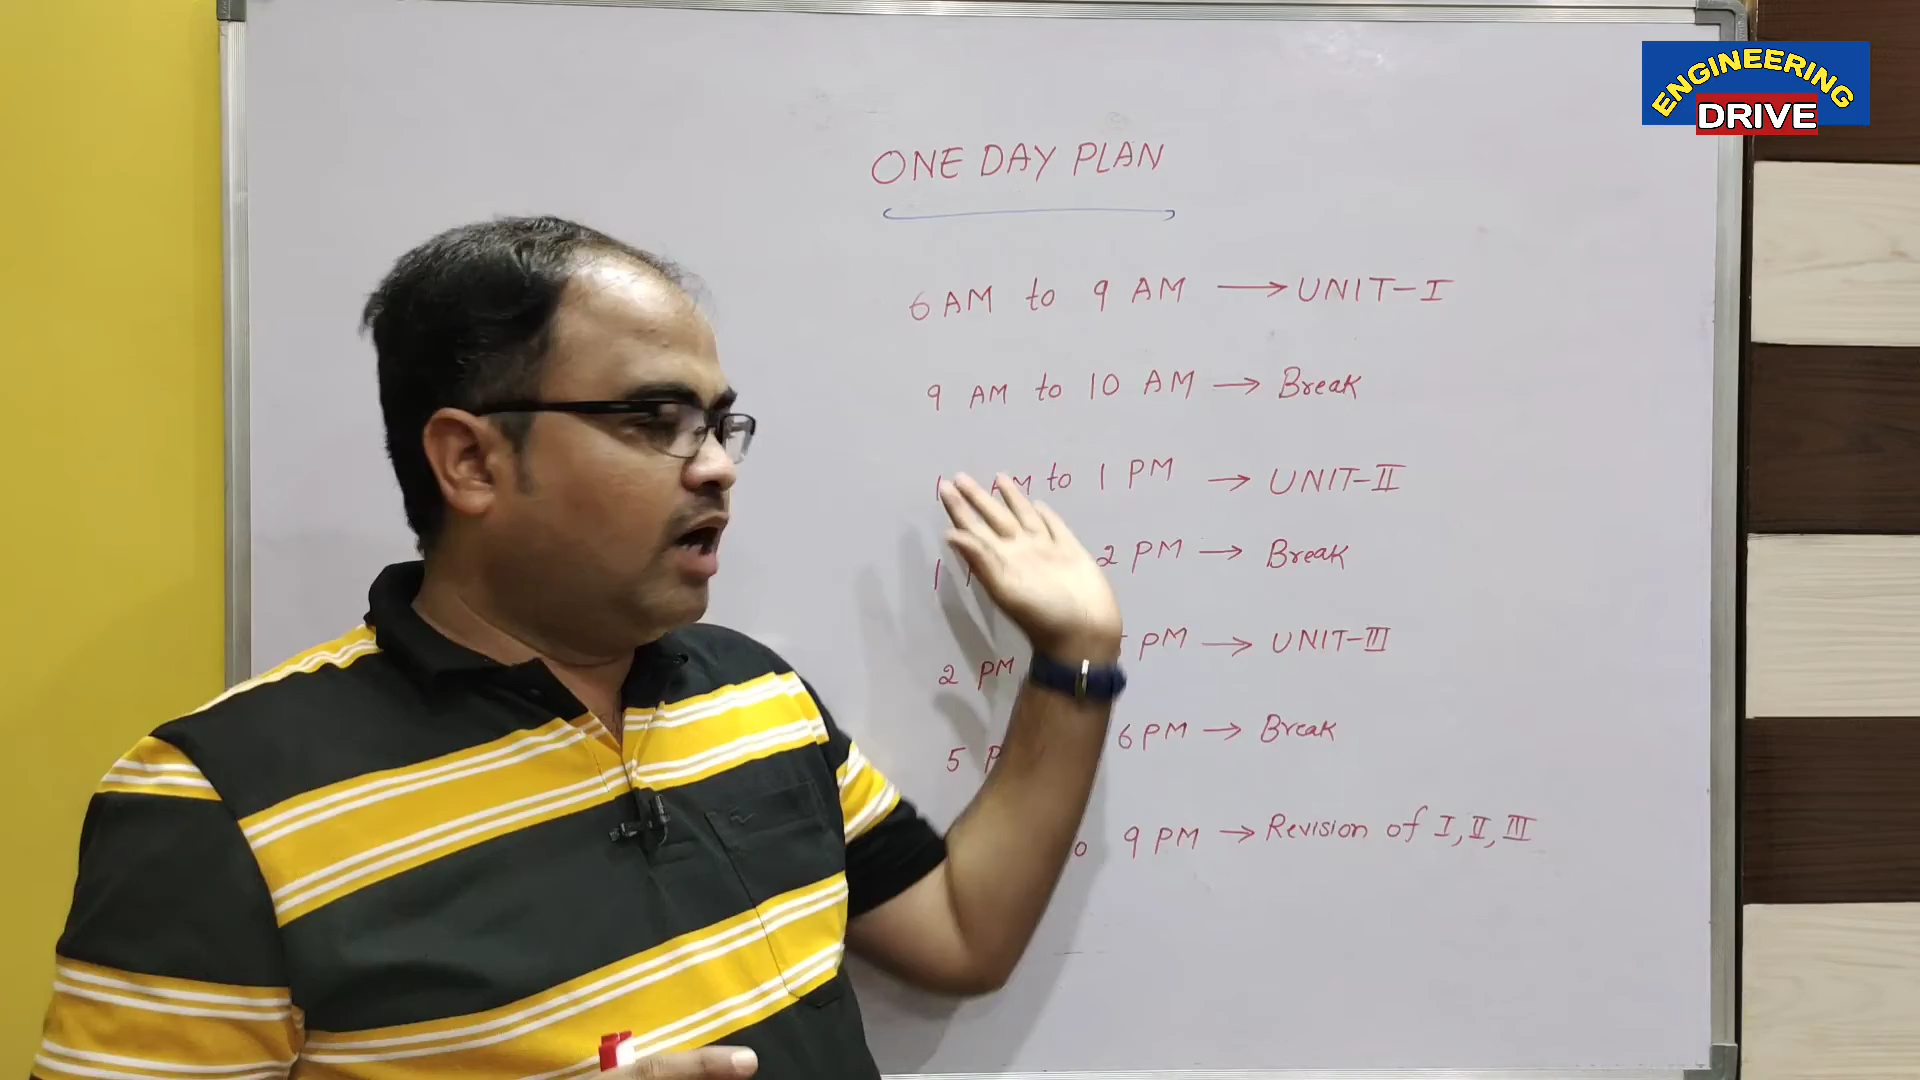 ENGINEERING
DRIVE
ONE DAY PLAN
6 AM to 9 AM → UNIT-I
9 AM to 10 AM → Break
AM to 1 PM → UNIT-II
1 2 PM → Break
2 PM PM → UNIT-III
5 6 PM → Break
9 PM → Revision of I, II, III